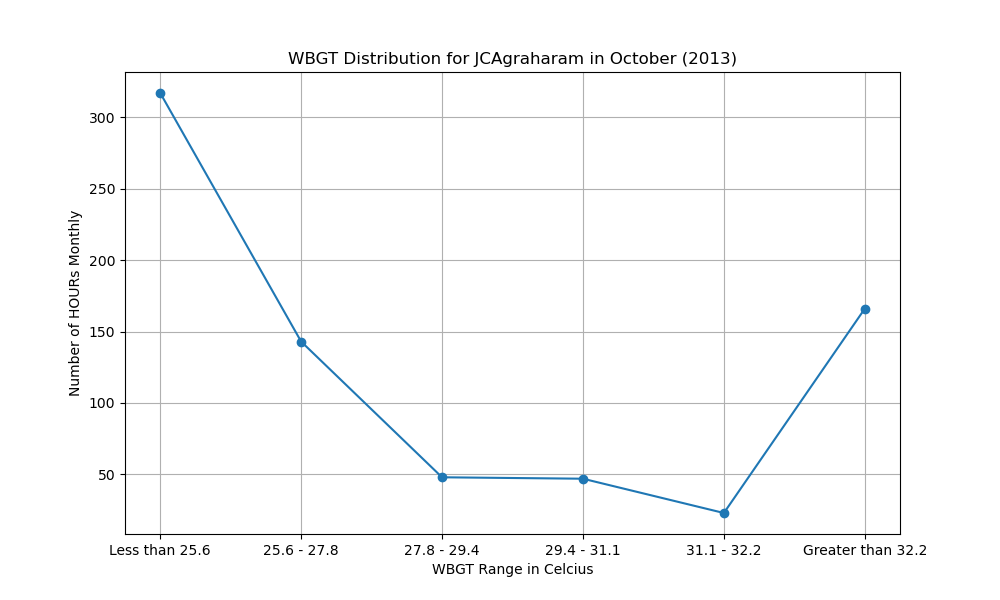 WBGT Distribution for JCAgraharam in October (2013)
Number of HOURs Monthly
300
250
200
150
100
50
Less than 25.6
25.6 - 27.8
27.8 - 29.4
29.4 - 31.1
31.1 - 32.2
Greater than 32.2
WBGT Range in Celcius